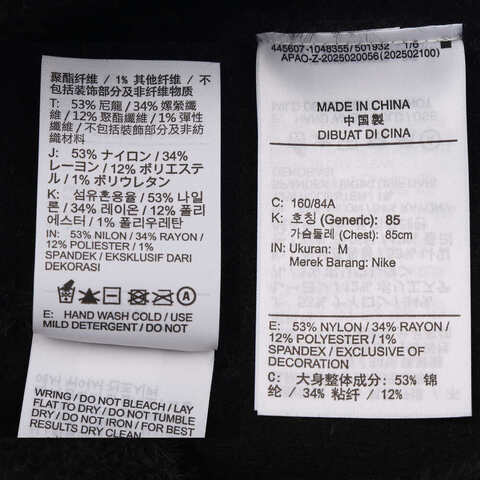 聚酯纤维 / 1% 其他纤维 / 不
包括装饰部分及非纤维物质
T: 53% 尼龍 / 34% 嫘縈纖
維 / 12% 聚酯纖維 / 1% 彈性
纖維 / 不包括裝飾部分及非紡
織材料
J: 53% ナイロン / 34%
レーヨン / 12% ポリエステ
ル / 1% ポリウレタン
K: 섬유혼용율 / 53% 나일
론 / 34% 레이온 / 12% 폴리
에스터 / 1% 폴리우레탄
IN: 53% NILON / 34% RAYON /
12% POLIESTER / 1%
SPANDEX / EKSKLUSIF DARI
DEKORASI
E: HAND WASH COLD / USE
MILD DETERGENT / DO NOT
WRING / DO NOT BLEACH / LAY
FLAT TO DRY / DO NOT TUMBLE
DRY / DO NOT IRON / FOR BEST
RESULTS DRY CLEAN
445607-1048355/501932 1/6
APAO-Z-2025020056 (202502100)
MADE IN CHINA
中国製
DIBUAT DI CINA
C: 160/84A
K: 호칭 (Generic): 85
가슴둘레 (Chest): 85cm
IN: Ukuran: M
Merek Barang: Nike
E: 53% NYLON / 34% RAYON /
12% POLYESTER / 1%
SPANDEX / EXCLUSIVE OF
DECORATION
C: 大身整体成分: 53% 锦
纶 / 34% 粘纤 / 12%